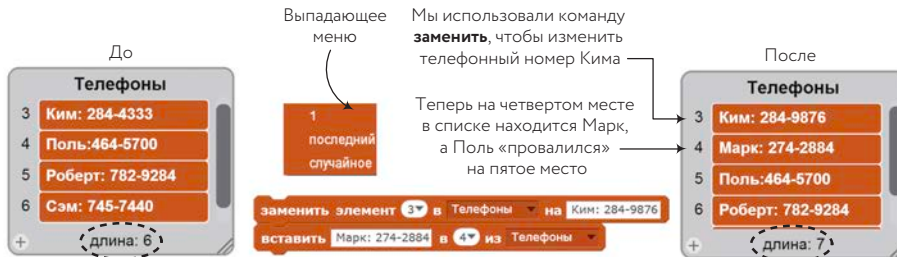 До
Телефоны
3 Ким: 284-4333
4 Поль:464-5700
5 Роберт: 782-9284
6 Сэм: 745-7440
+ длина: 6
Выпадающее
меню
1
последний
случайное
Мы использовали команду
заменить, чтобы изменить
телефонный номер Кима
Теперь на четвертом месте
в списке находится Марк,
а Поль «провалился»
на пятое место
заменить элемент 3 в Телефоны на Ким: 284-9876
вставить Марк: 274-2884 в 4 из Телефоны
После
Телефоны
3 Ким: 284-9876
4 Марк: 274-2884
5 Поль:464-5700
6 Роберт: 782-9284
+ длина: 7